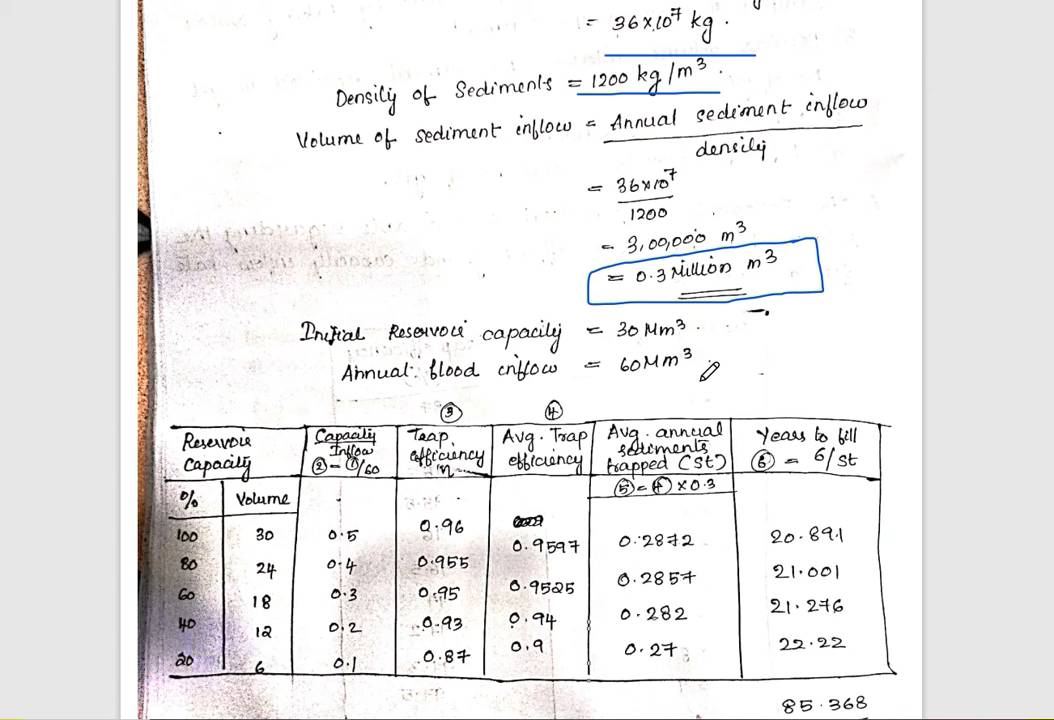 = 36x10⁷ kg.
Density of Sediments = 1200 kg/m³.
Volume of sediment inflow = Annual sediment inflow
density
= 36x10⁷
1200
= 3,00,000 m³
= 0.3 Million m³
Initial Reservoir capacity = 30 Mm³.
Annual flood inflow = 60Mm³
③ ④
Reservoir Capacity
Capacity Inflow ② = ①/60
Trap efficiency η
Avg. Trap efficiency
Avg. annual sediments trapped (St)
Years to fill ⑥ = 6/St
⑤ = ④ x 0.3
% Volume
100 30 0.5 0.96 0.9597 0.2872 20.891
80 24 0.4 0.955 0.9525 0.2857 21.001
60 18 0.3 0.95 0.94 0.282 21.276
40 12 0.2 0.93 0.9 0.27 22.22
20 6 0.1 0.87
85.368